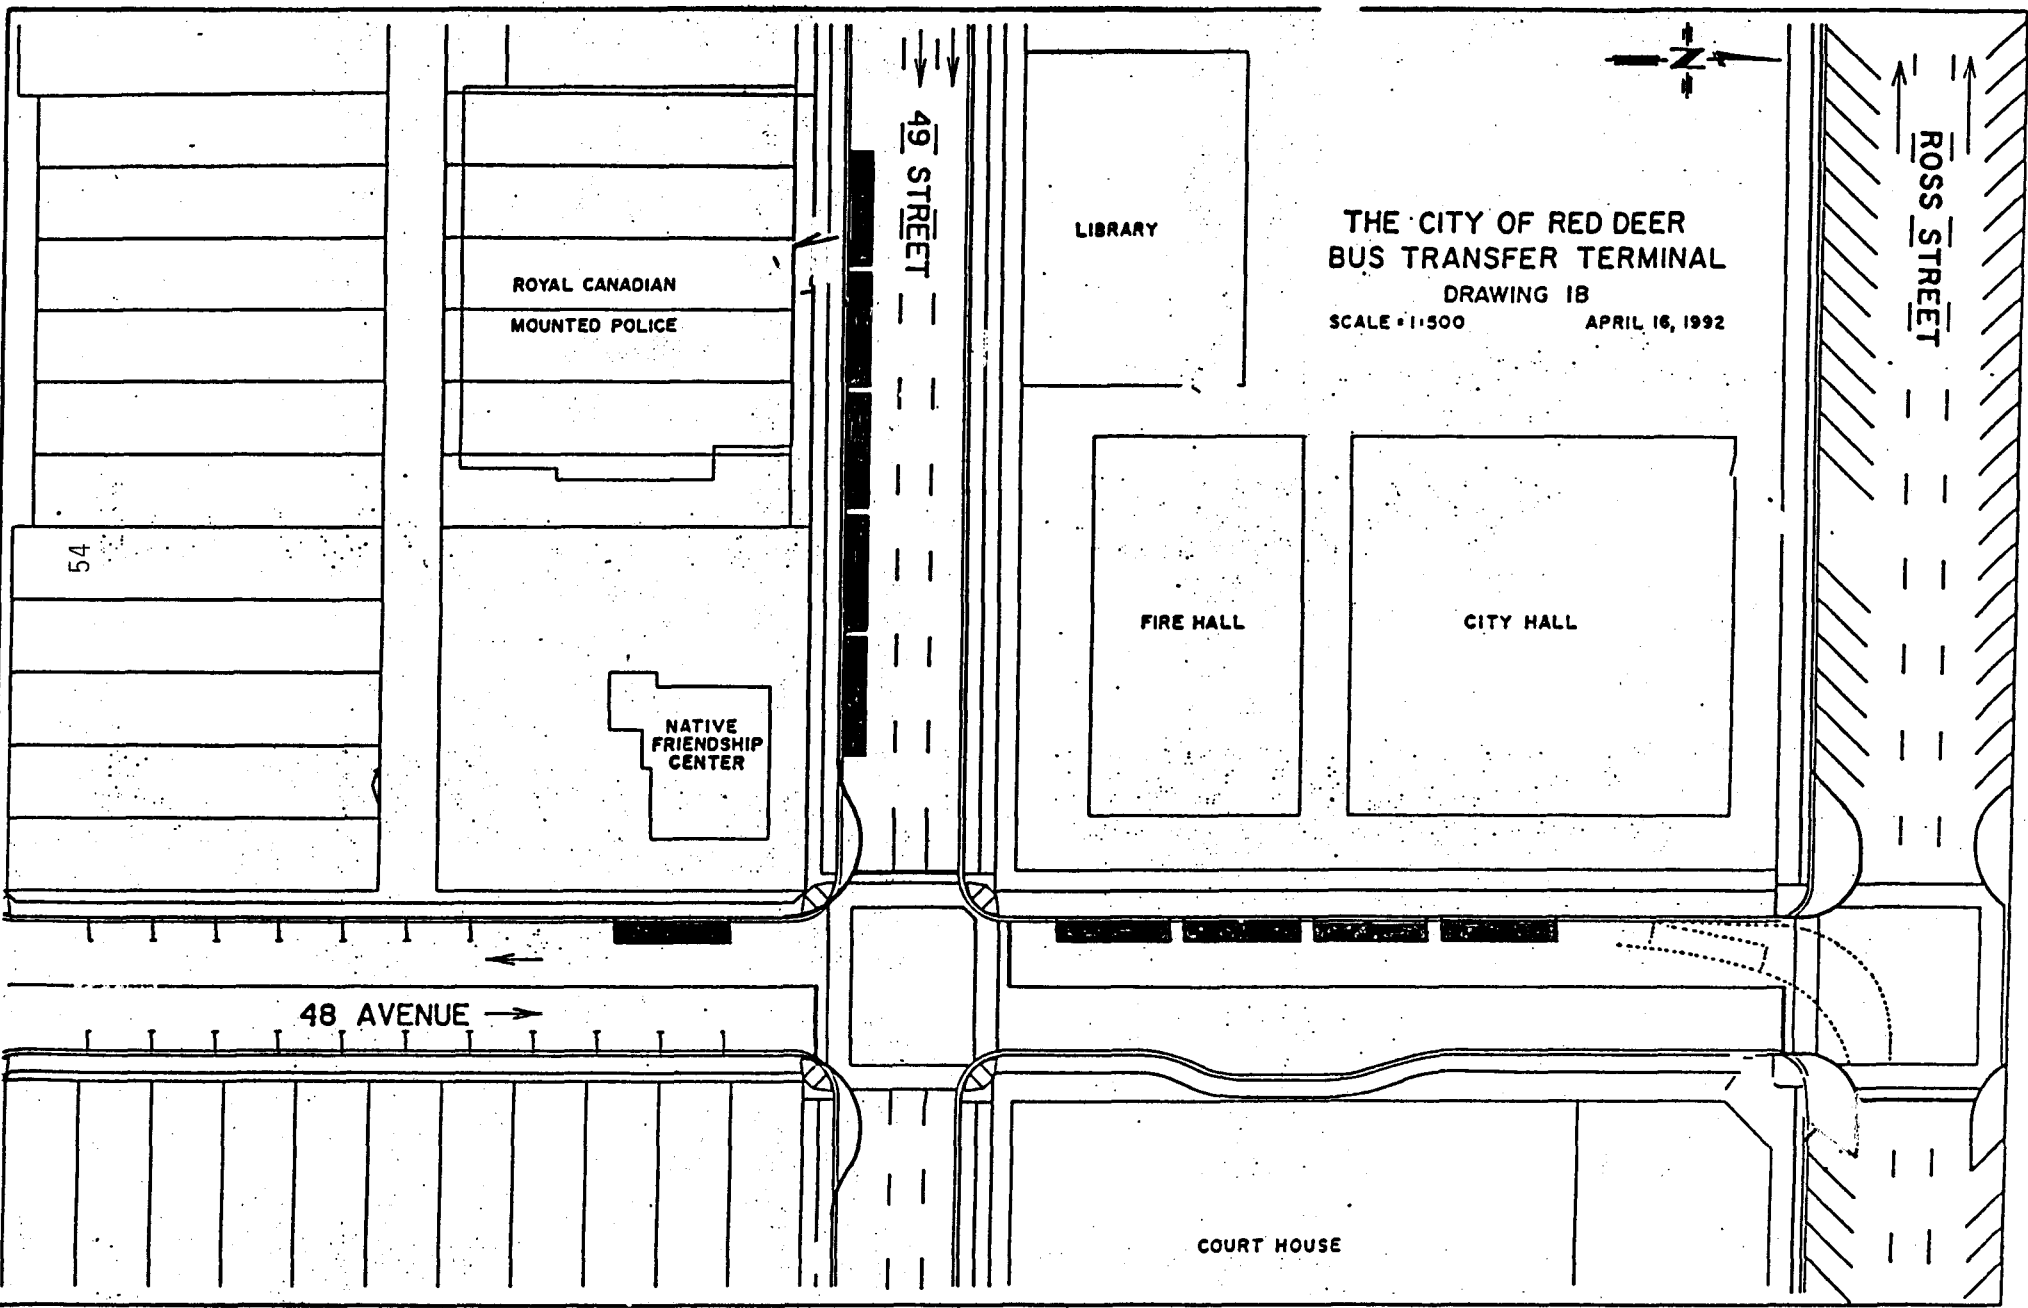 N
49 STREET
ROSS STREET
LIBRARY
THE CITY OF RED DEER
BUS TRANSFER TERMINAL
DRAWING 1B
SCALE = 1:500
APRIL 16, 1992
ROYAL CANADIAN
MOUNTED POLICE
54
FIRE HALL
CITY HALL
NATIVE
FRIENDSHIP
CENTER
48 AVENUE
COURT HOUSE